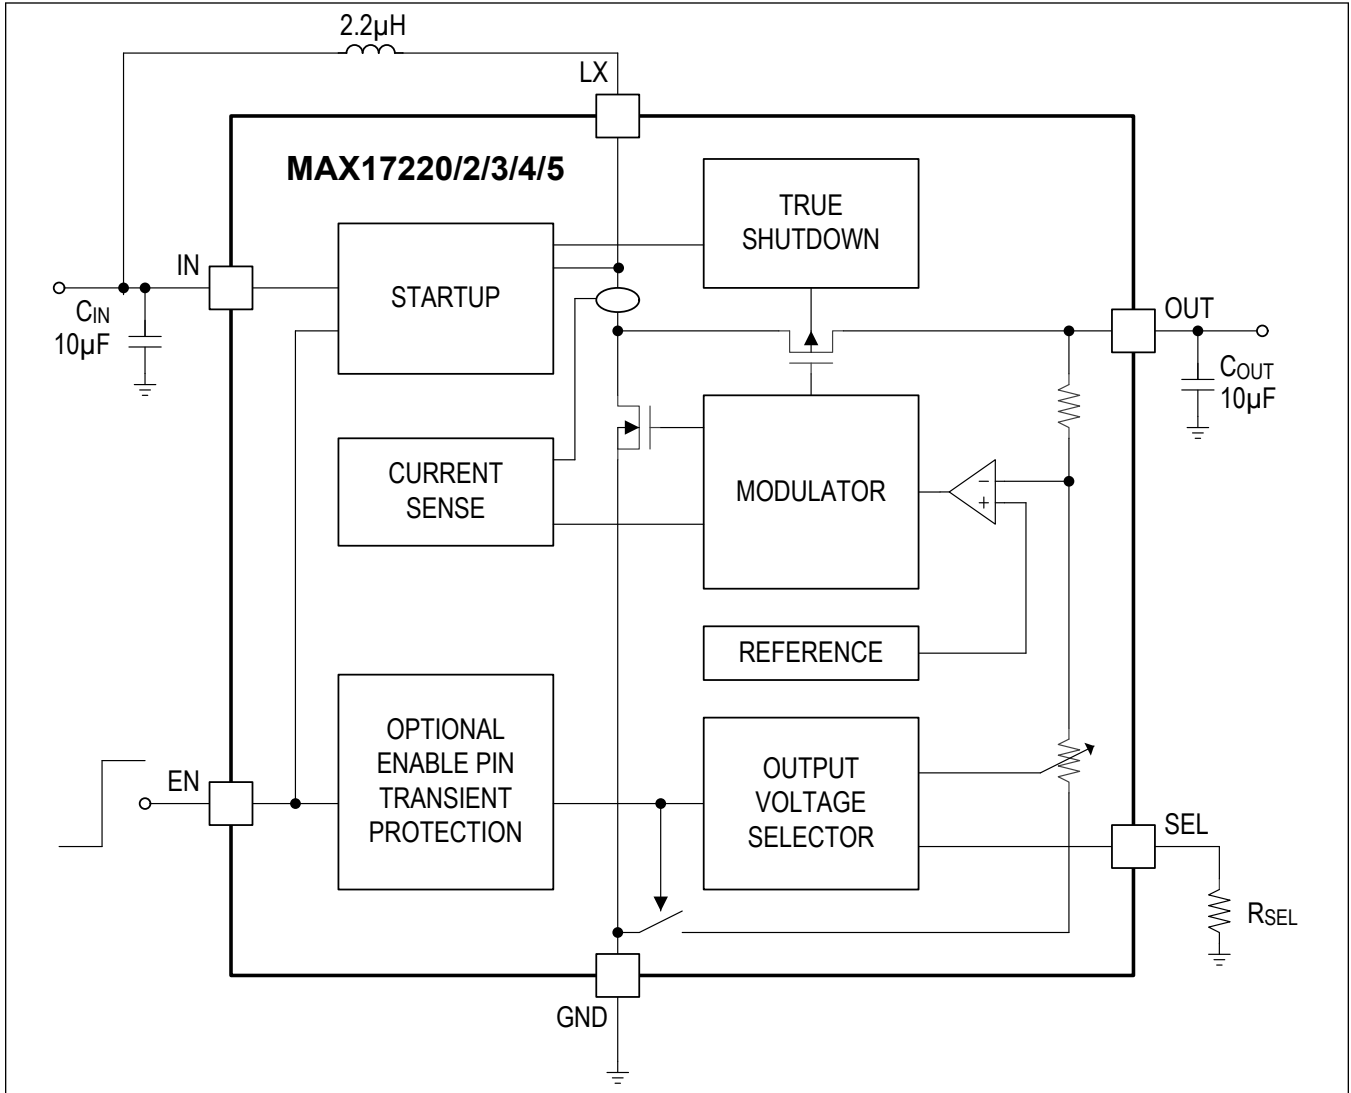 2.2µH
LX
MAX17220/2/3/4/5
TRUE
SHUTDOWN
IN
STARTUP
CIN
10µF
OUT
COUT
10µF
CURRENT
SENSE
MODULATOR
−
+
REFERENCE
OPTIONAL
ENABLE PIN
TRANSIENT
PROTECTION
EN
OUTPUT
VOLTAGE
SELECTOR
SEL
RSEL
GND